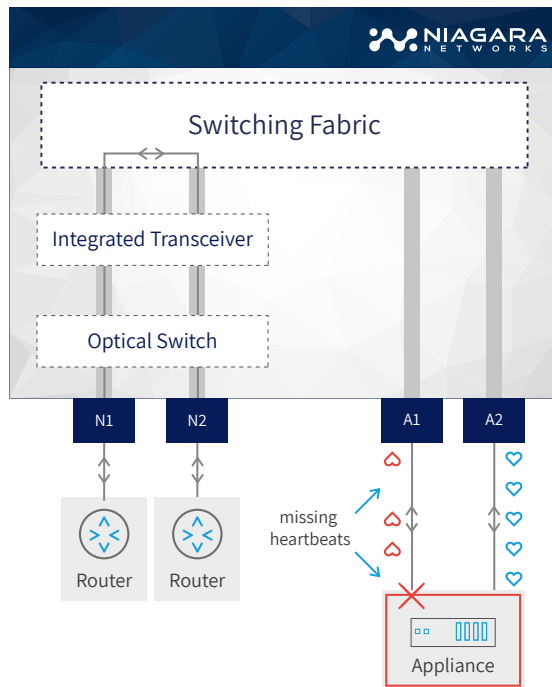 NIAGARA
NETWORKS
Switching Fabric
Integrated Transceiver
Optical Switch
N1
N2
A1
A2
missing
heartbeats
Router
Router
Appliance